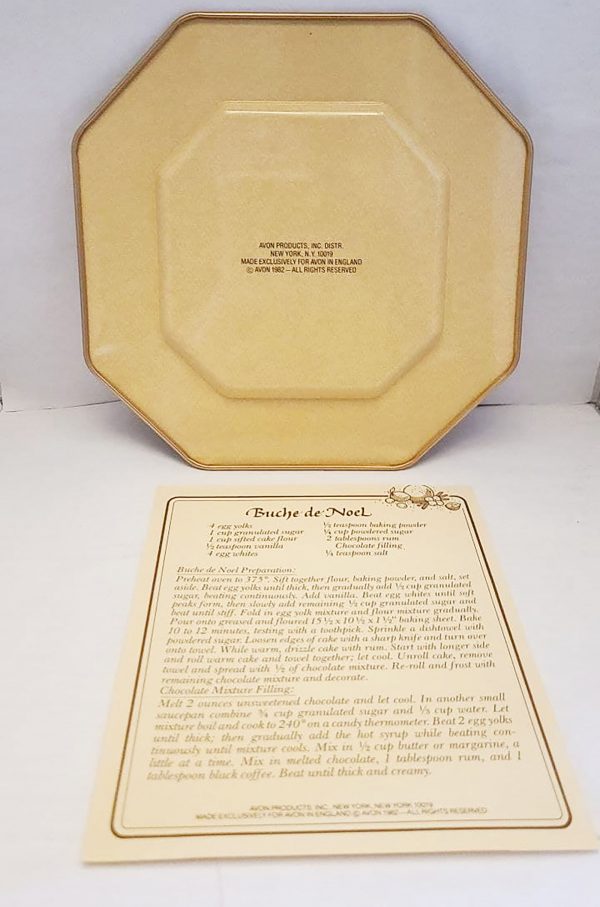 AVON PRODUCTS, INC. DISTR.
NEW YORK, N.Y. 10019
MADE EXCLUSIVELY FOR AVON IN ENGLAND
© AVON 1982 — ALL RIGHTS RESERVED
Buche de Noel
4 egg yolks
1 cup granulated sugar
1 cup sifted cake flour
½ teaspoon vanilla
4 egg whites
½ teaspoon baking powder
¼ cup powdered sugar
2 tablespoons rum
Chocolate filling
¼ teaspoon salt
Buche de Noel Preparation:
Preheat oven to 375°. Sift together flour, baking powder, and salt, set
aside. Beat egg yolks until thick, then gradually add ½ cup granulated
sugar, beating continuously. Add vanilla. Beat egg whites until soft
peaks form, then slowly add remaining ½ cup granulated sugar and
beat until stiff. Fold in egg yolk mixture and flour mixture gradually.
Pour onto greased and floured 15½ x 10½ x 1½" baking sheet. Bake
10 to 12 minutes, testing with a toothpick. Sprinkle a dishtowel with
powdered sugar. Loosen edges of cake with a sharp knife and turn over
onto towel. While warm, drizzle cake with rum. Start with longer side
and roll warm cake and towel together; let cool. Unroll cake, remove
towel and spread with ½ of chocolate mixture. Re-roll and frost with
remaining chocolate mixture and decorate.
Chocolate Mixture Filling:
Melt 2 ounces unsweetened chocolate and let cool. In another small
saucepan combine ¾ cup granulated sugar and ⅓ cup water. Let
mixture boil and cook to 240° on a candy thermometer. Beat 2 egg yolks
until thick; then gradually add the hot syrup while beating con-
tinuously until mixture cools. Mix in ½ cup butter or margarine, a
little at a time. Mix in melted chocolate, 1 tablespoon rum, and 1
tablespoon black coffee. Beat until thick and creamy.
AVON PRODUCTS, INC., NEW YORK, NEW YORK 10019
MADE EXCLUSIVELY FOR AVON IN ENGLAND © AVON 1982—ALL RIGHTS RESERVED